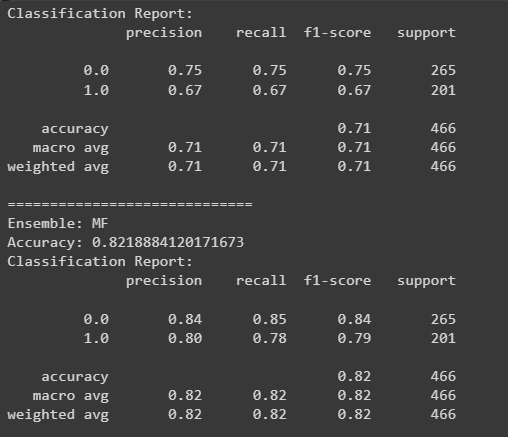 Classification Report:
precision recall f1-score support
0.0 0.75 0.75 0.75 265
1.0 0.67 0.67 0.67 201
accuracy 0.71 466
macro avg 0.71 0.71 0.71 466
weighted avg 0.71 0.71 0.71 466
=============================
Ensemble: MF
Accuracy: 0.8218884120171673
Classification Report:
precision recall f1-score support
0.0 0.84 0.85 0.84 265
1.0 0.80 0.78 0.79 201
accuracy 0.82 466
macro avg 0.82 0.82 0.82 466
weighted avg 0.82 0.82 0.82 466